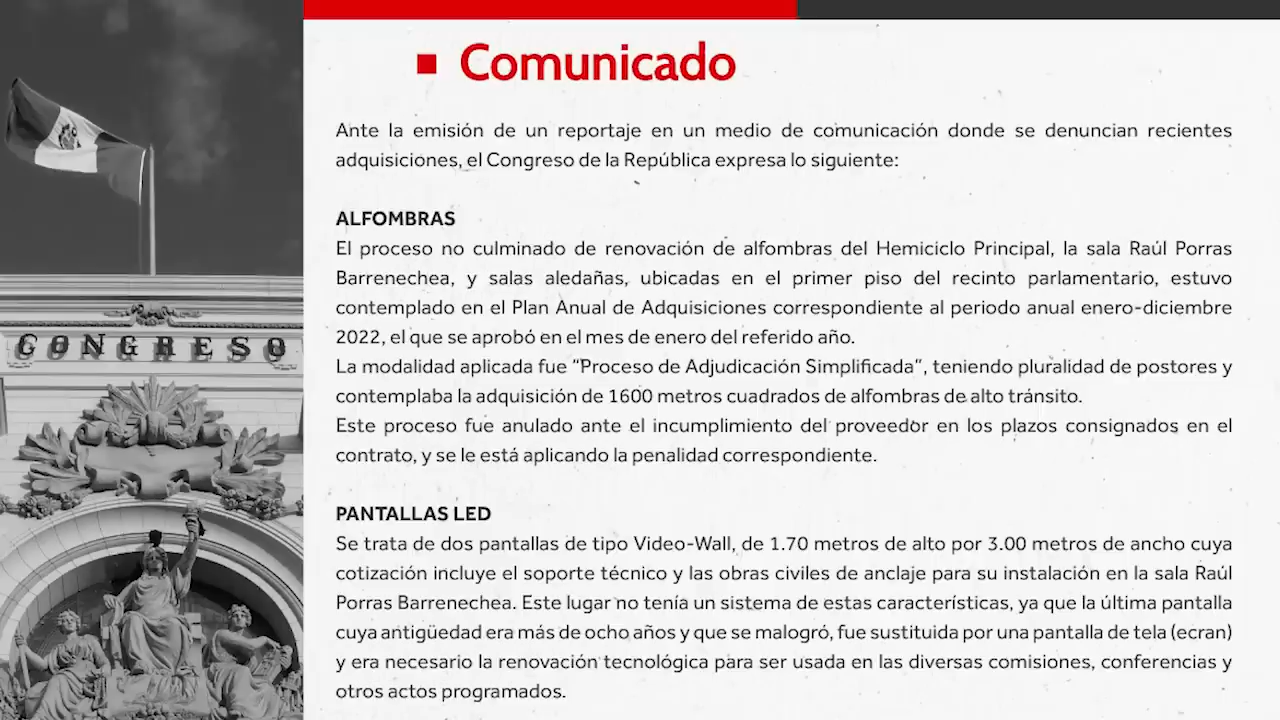 Comunicado
Ante la emisión de un reportaje en un medio de comunicación donde se denuncian recientes
adquisiciones, el Congreso de la República expresa lo siguiente:
ALFOMBRAS
El proceso no culminado de renovación de alfombras del Hemiciclo Principal, la sala Raúl Porras
Barrenechea, y salas aledañas, ubicadas en el primer piso del recinto parlamentario, estuvo
contemplado en el Plan Anual de Adquisiciones correspondiente al periodo anual enero-diciembre
2022, el que se aprobó en el mes de enero del referido año.
La modalidad aplicada fue "Proceso de Adjudicación Simplificada", teniendo pluralidad de postores y
contemplaba la adquisición de 1600 metros cuadrados de alfombras de alto tránsito.
Este proceso fue anulado ante el incumplimiento del proveedor en los plazos consignados en el
contrato, y se le está aplicando la penalidad correspondiente.
PANTALLAS LED
Se trata de dos pantallas de tipo Video-Wall, de 1.70 metros de alto por 3.00 metros de ancho cuya
cotización incluye el soporte técnico y las obras civiles de anclaje para su instalación en la sala Raúl
Porras Barrenechea. Este lugar no tenía un sistema de estas características, ya que la última pantalla
cuya antigüedad era más de ocho años y que se malogró, fue sustituida por una pantalla de tela (ecran)
y era necesario la renovación tecnológica para ser usada en las diversas comisiones, conferencias y
otros actos programados.
CONGRESO